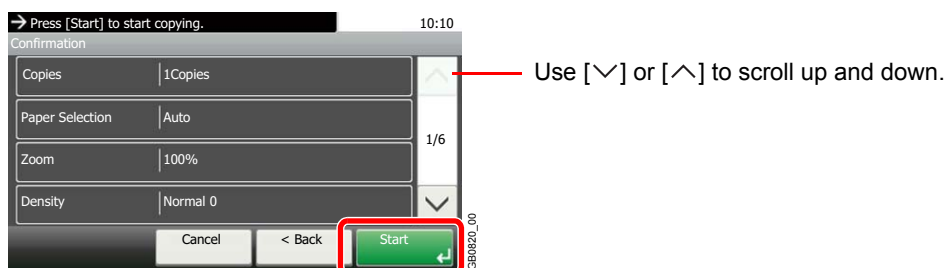 → Press [Start] to start copying. 10:10
Confirmation
Copies 1Copies
Use [∨] or [∧] to scroll up and down.
Paper Selection Auto
1/6
Zoom 100%
Density Normal 0
Cancel < Back Start
GB0820_00